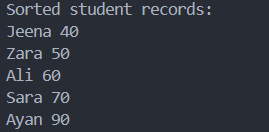 Sorted student records:
Jeena 40
Zara 50
Ali 60
Sara 70
Ayan 90